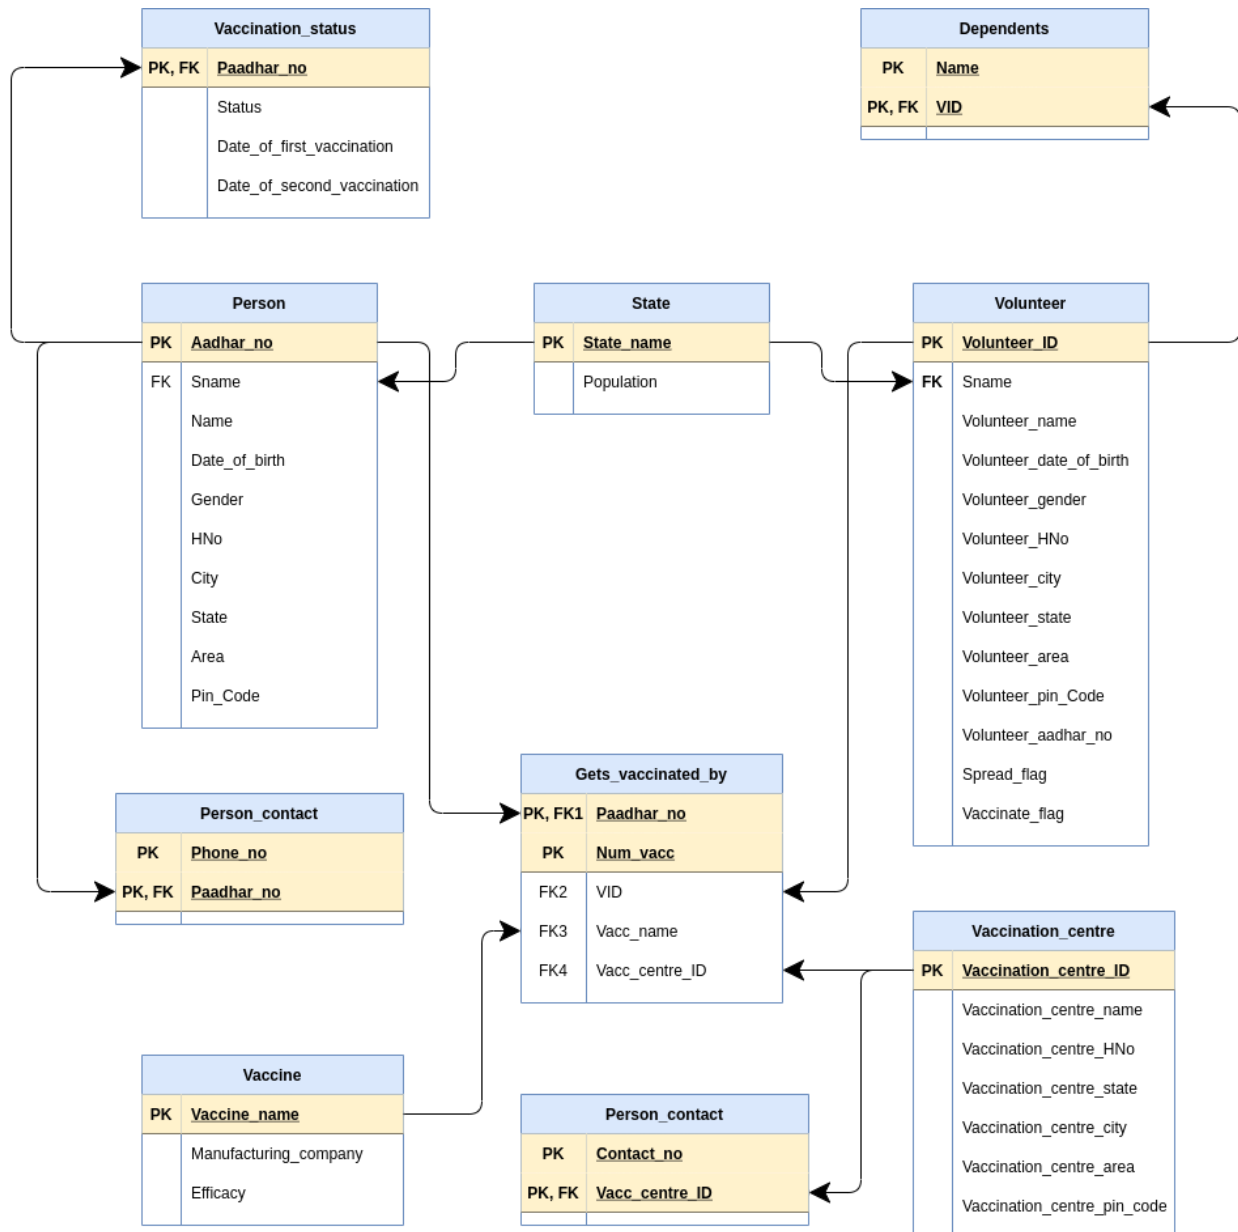 Vaccination_status
PK, FK Paadhar_no
Status
Date_of_first_vaccination
Date_of_second_vaccination
Dependents
PK Name
PK, FK VID
Person
PK Aadhar_no
FK Sname
Name
Date_of_birth
Gender
HNo
City
State
Area
Pin_Code
State
PK State_name
Population
Volunteer
PK Volunteer_ID
FK Sname
Volunteer_name
Volunteer_date_of_birth
Volunteer_gender
Volunteer_HNo
Volunteer_city
Volunteer_state
Volunteer_area
Volunteer_pin_Code
Volunteer_aadhar_no
Spread_flag
Vaccinate_flag
Person_contact
PK Phone_no
PK, FK Paadhar_no
Gets_vaccinated_by
PK, FK1 Paadhar_no
PK Num_vacc
FK2 VID
FK3 Vacc_name
FK4 Vacc_centre_ID
Vaccination_centre
PK Vaccination_centre_ID
Vaccination_centre_name
Vaccination_centre_HNo
Vaccination_centre_state
Vaccination_centre_city
Vaccination_centre_area
Vaccination_centre_pin_code
Vaccine
PK Vaccine_name
Manufacturing_company
Efficacy
Person_contact
PK Contact_no
PK, FK Vacc_centre_ID